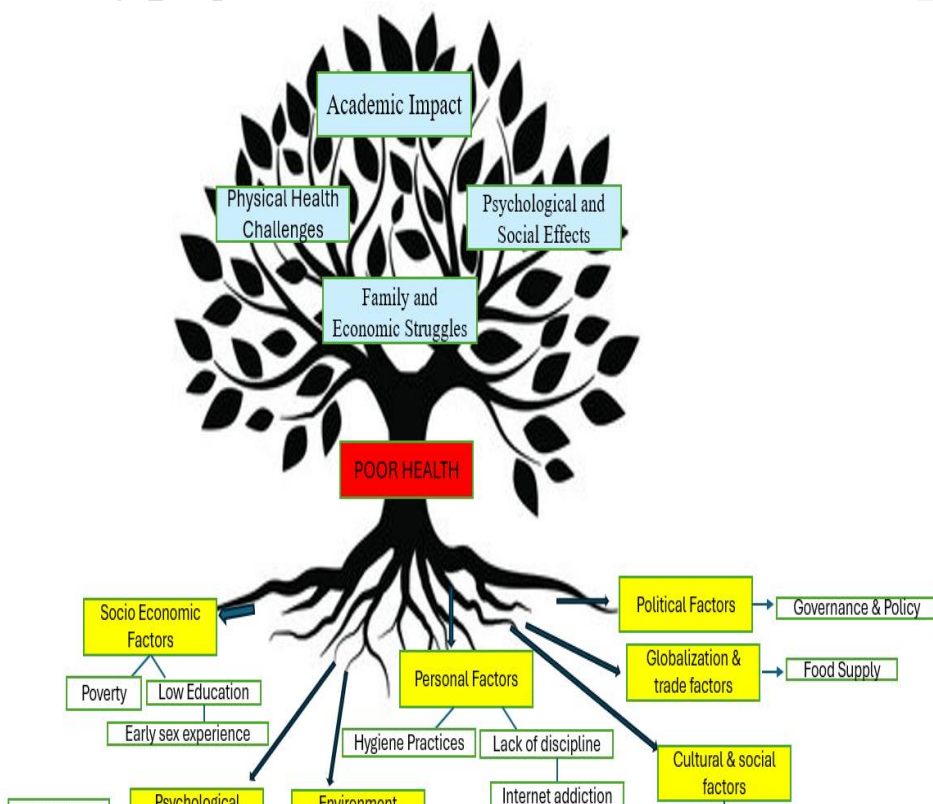 Academic Impact
Physical Health
Challenges
Psychological and
Social Effects
Family and
Economic Struggles
POOR HEALTH
Socio Economic
Factors
Political Factors
Governance & Policy
Poverty
Low Education
Early sex experience
Personal Factors
Globalization &
trade factors
Food Supply
Hygiene Practices
Lack of discipline
Internet addiction
Cultural & social
factors
Psychological
Environment